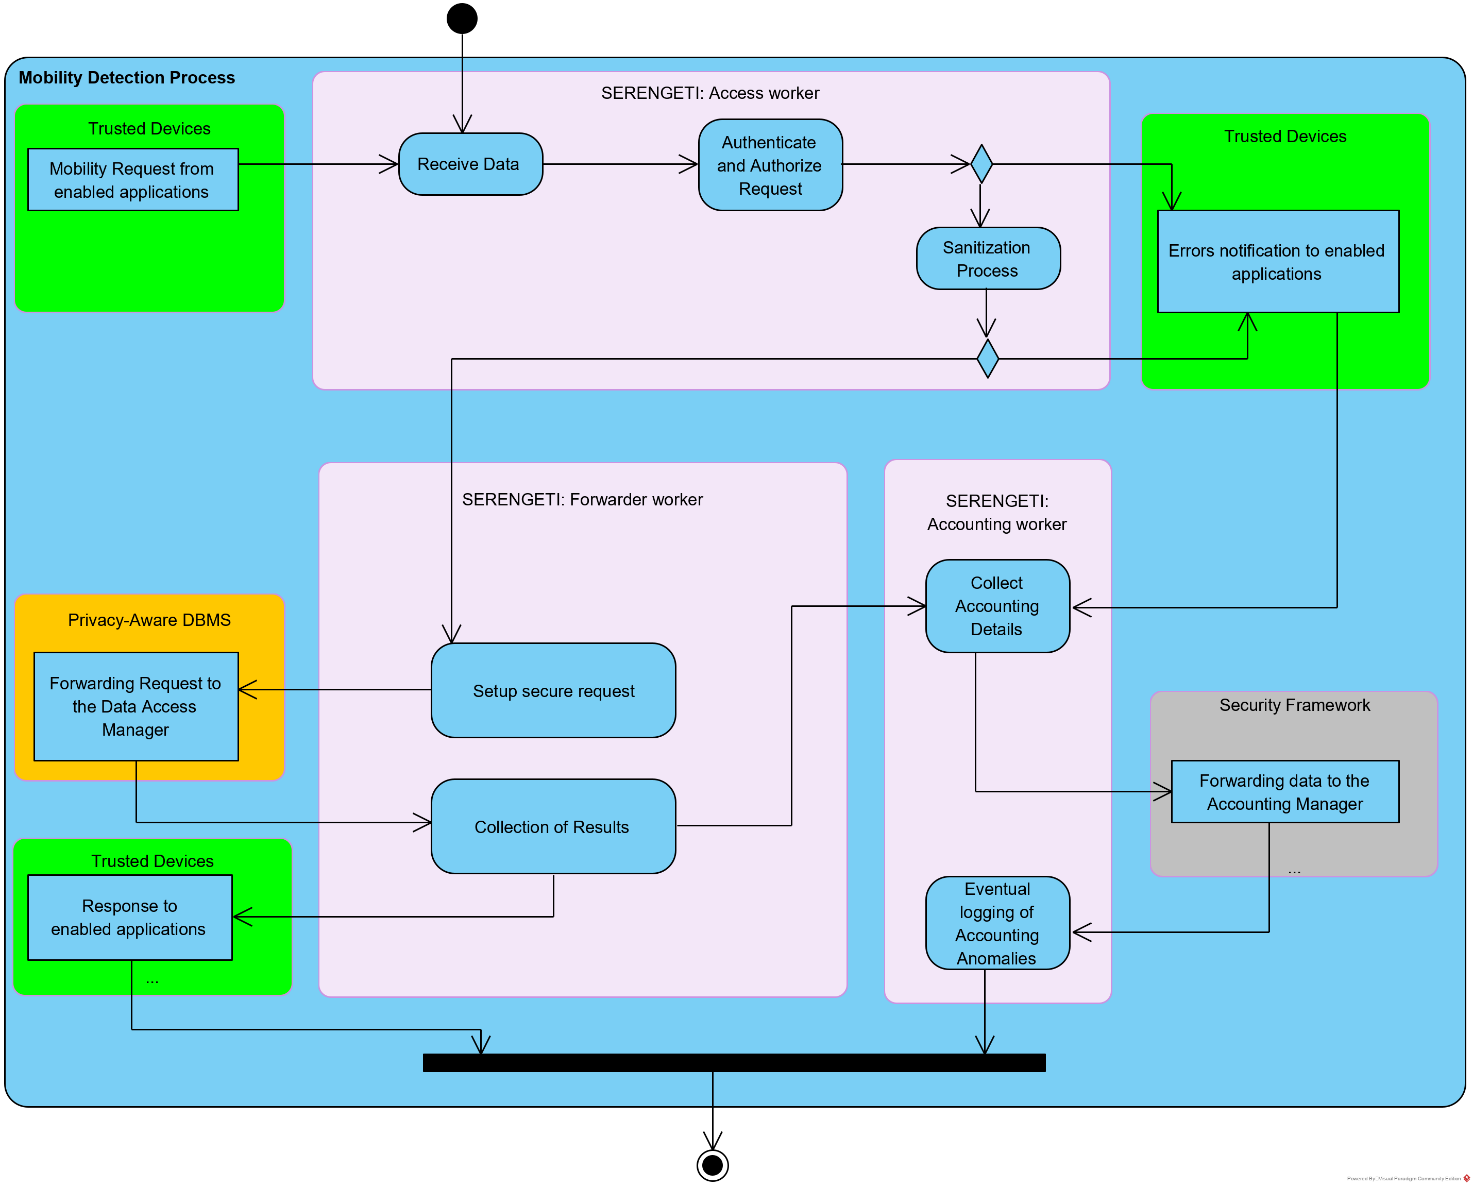 Mobility Detection Process
SERENGETI: Access worker
Trusted Devices
Mobility Request from
enabled applications
Receive Data
Authenticate
and Authorize
Request
Sanitization
Process
Trusted Devices
Errors notification to enabled
applications
SERENGETI: Forwarder worker
SERENGETI:
Accounting worker
Collect
Accounting
Details
Privacy-Aware DBMS
Forwarding Request to
the Data Access
Manager
Setup secure request
Security Framework
Forwarding data to the
Accounting Manager
...
Collection of Results
Trusted Devices
Response to
enabled applications
...
Eventual
logging of
Accounting
Anomalies
Powered By Visual Paradigm Community Edition